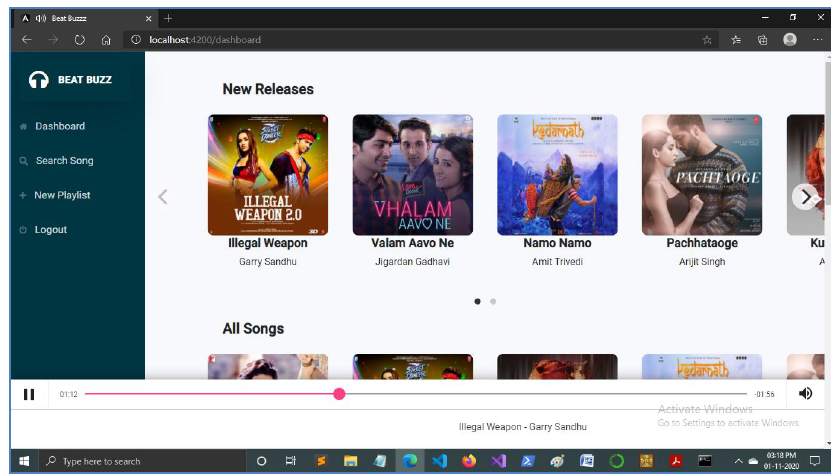 Beat Buzzz
localhost:4200/dashboard
BEAT BUZZ
Dashboard
Search Song
New Playlist
Logout
New Releases
ILLEGAL
WEAPON 2.0
VHALAM
AAVO NE
kedarnath
PACHTAOGE
Illegal Weapon
Valam Aavo Ne
Namo Namo
Pachhataoge
Ku
Garry Sandhu
Jigardan Gadhavi
Amit Trivedi
Arijit Singh
A
All Songs
kedarnath
01:12
-01:56
Illegal Weapon - Garry Sandhu
Activate Windows
Go to Settings to activate Windows.
Type here to search
03:18 PM
01-11-2020